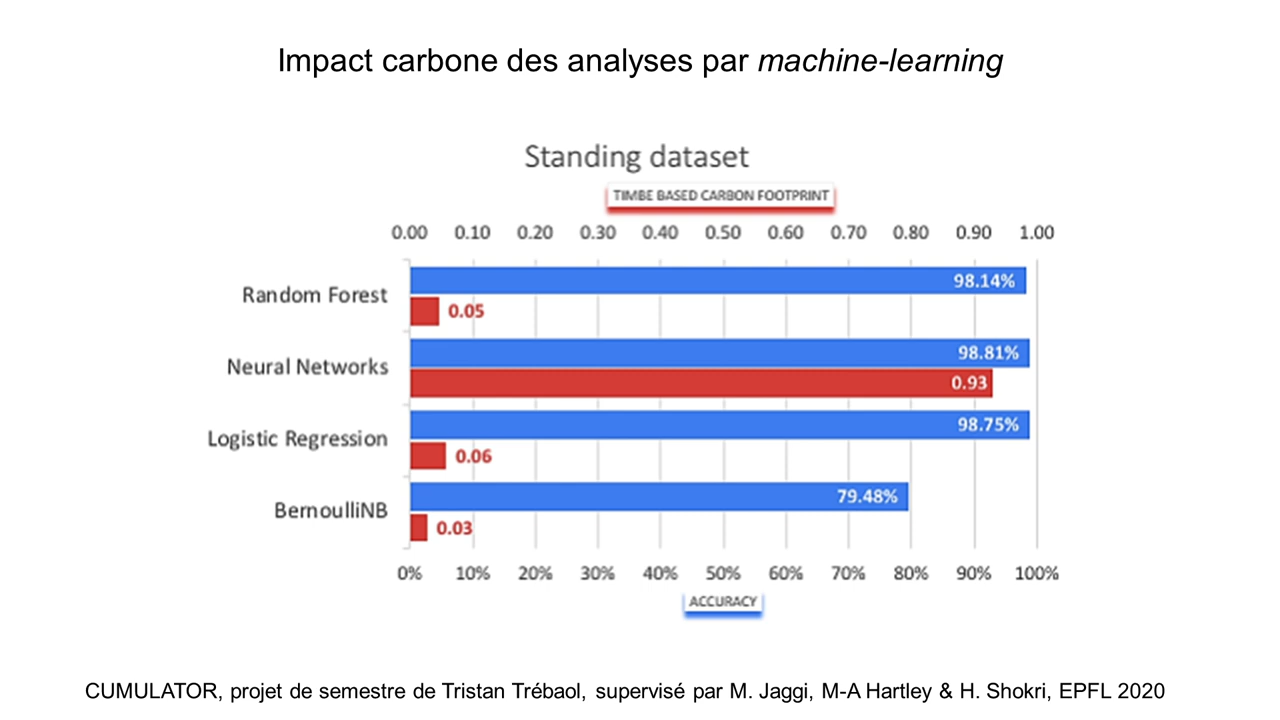 Impact carbone des analyses par machine-learning
Standing dataset
TIMBE BASED CARBON FOOTPRINT
0.00 0.10 0.20 0.30 0.40 0.50 0.60 0.70 0.80 0.90 1.00
Random Forest
98.14%
0.05
Neural Networks
98.81%
0.93
Logistic Regression
98.75%
0.06
BernoulliNB
79.48%
0.03
0% 10% 20% 30% 40% 50% 60% 70% 80% 90% 100%
ACCURACY
CUMULATOR, projet de semestre de Tristan Trébaol, supervisé par M. Jaggi, M-A Hartley & H. Shokri, EPFL 2020